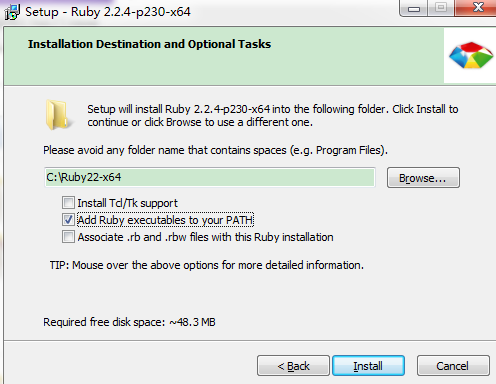 Setup - Ruby 2.2.4-p230-x64
Installation Destination and Optional Tasks
Setup will install Ruby 2.2.4-p230-x64 into the following folder. Click Install to
continue or click Browse to use a different one.
Please avoid any folder name that contains spaces (e.g. Program Files).
C:\Ruby22-x64
Browse...
Install Tcl/Tk support
Add Ruby executables to your PATH
Associate .rb and .rbw files with this Ruby installation
TIP: Mouse over the above options for more detailed information.
Required free disk space: ~48.3 MB
< Back
Install
Cancel